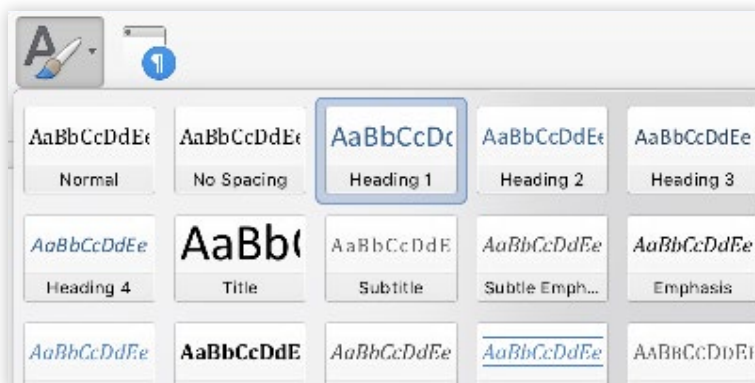 A
¶
AaBbCcDdEe AaBbCcDdEe AaBbCcDc AaBbCcDdEe AaBbCcDdEe
Normal No Spacing Heading 1 Heading 2 Heading 3
AaBbCcDdEe AaBb( AaBbCcDdE AaBbCcDdEe AaBbCcDdEe
Heading 4 Title Subtitle Subtle Emph... Emphasis
AaBbCcDdEe AaBbCcDdE AaBbCcDdEe AaBbCcDdEe AABBCCDDEE